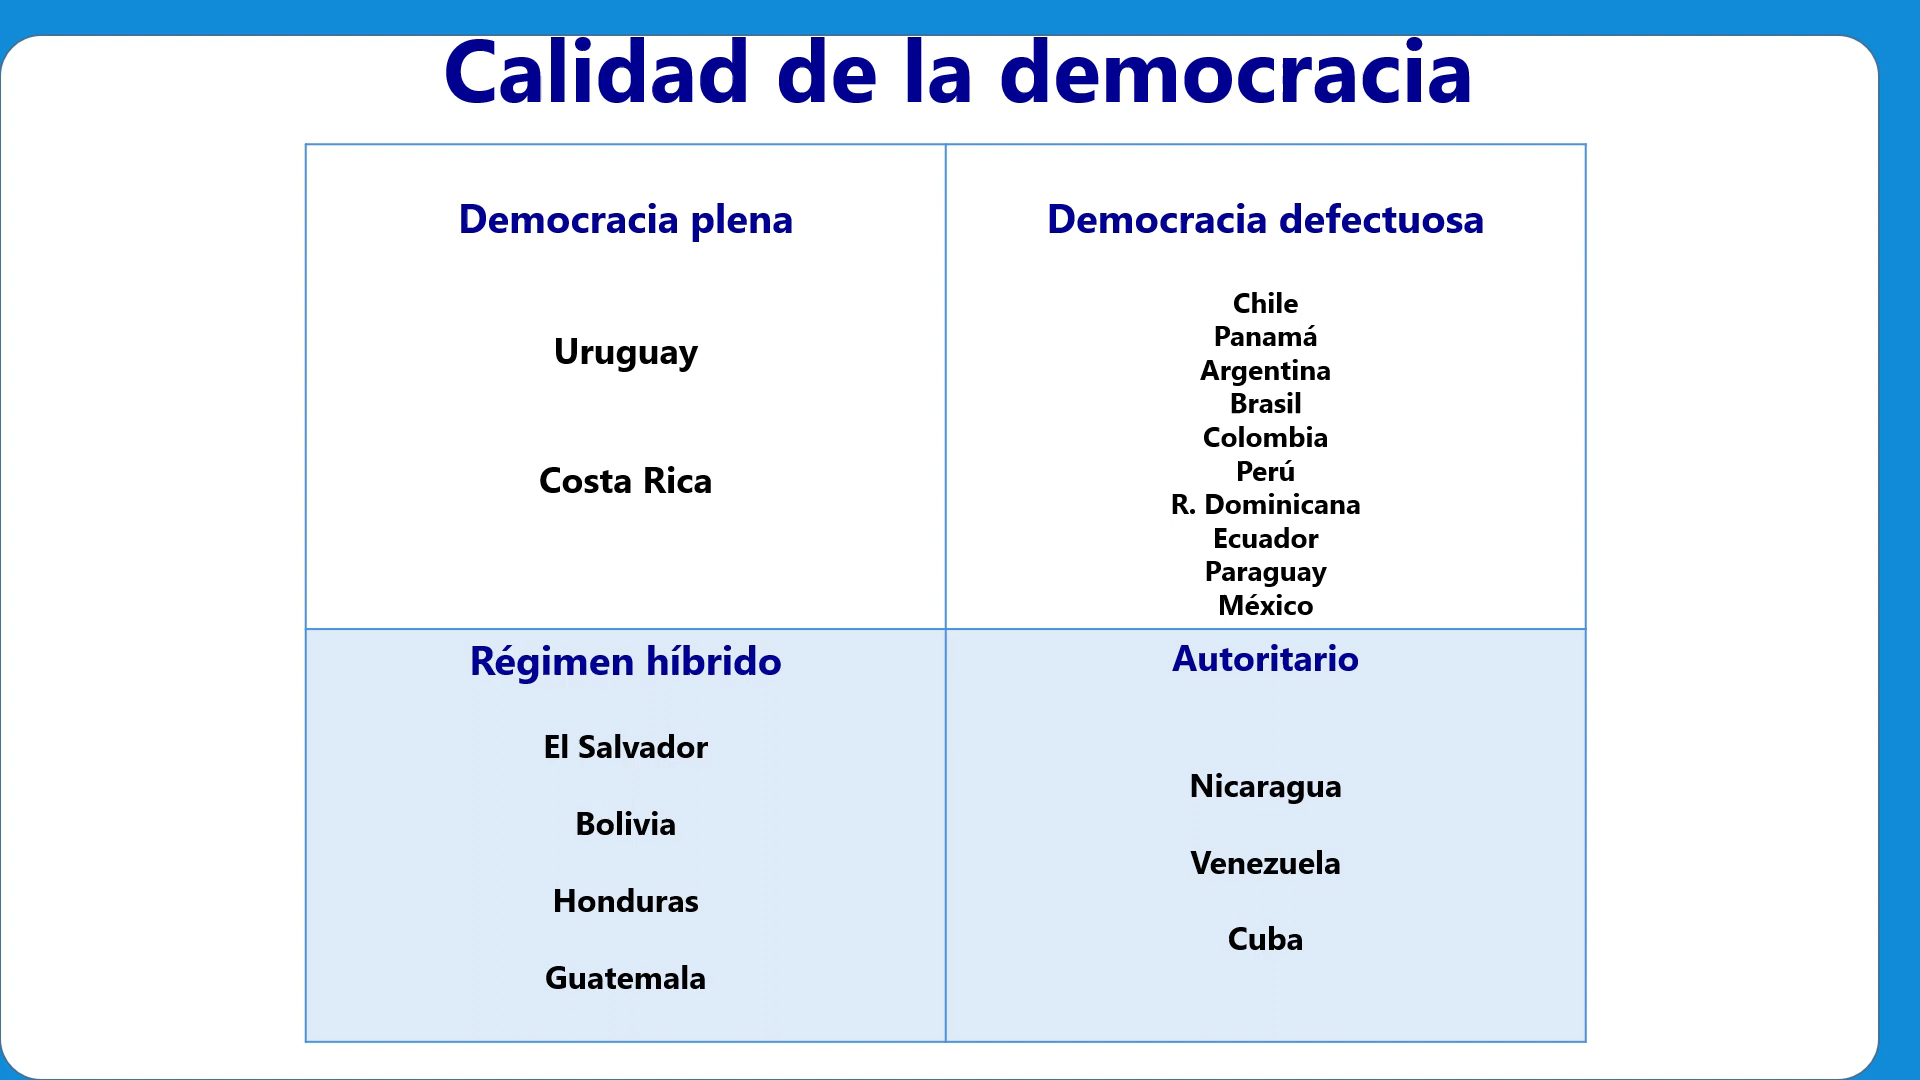 Calidad de la democracia
Democracia plena
Uruguay
Costa Rica
Democracia defectuosa
Chile
Panamá
Argentina
Brasil
Colombia
Perú
R. Dominicana
Ecuador
Paraguay
México
Régimen híbrido
El Salvador
Bolivia
Honduras
Guatemala
Autoritario
Nicaragua
Venezuela
Cuba